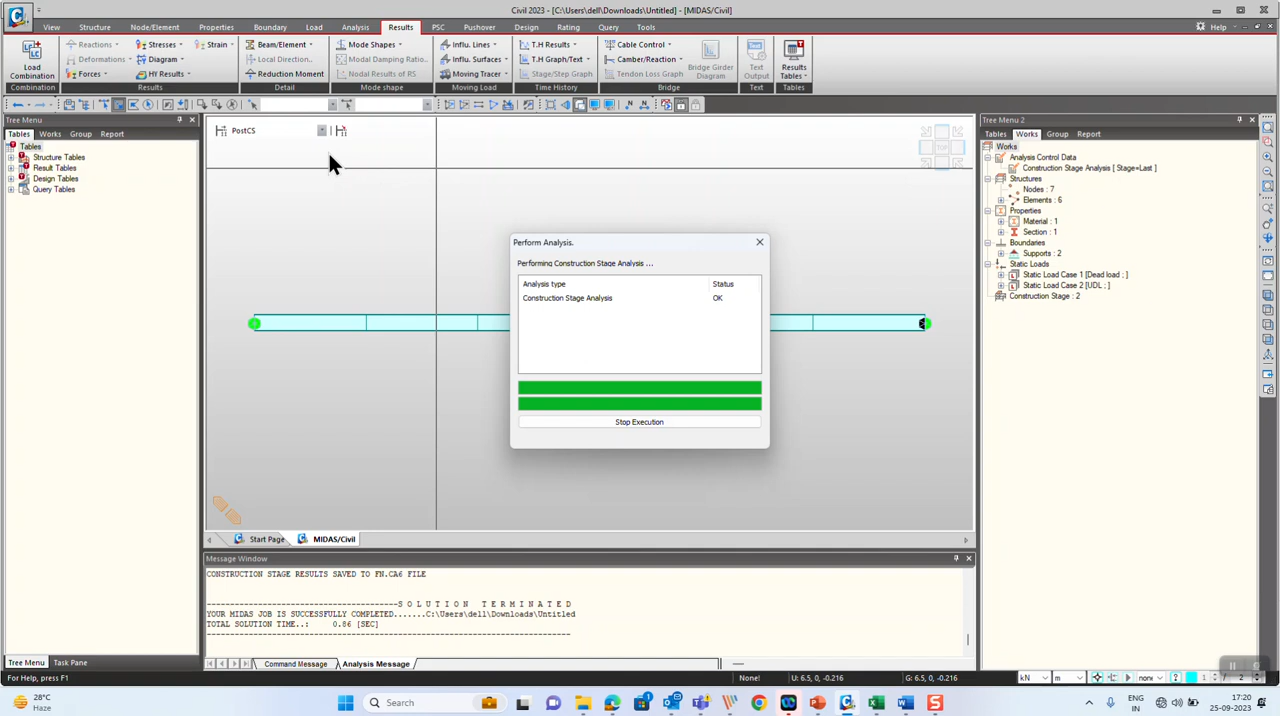 Civil 2023 - [C:\Users\dell\Downloads\Untitled] - [MIDAS/Civil]
View Structure Node/Element Properties Boundary Load Analysis Results PSC Pushover Design Rating Query Tools Help
Load Combination
Combination
Reactions Stresses Strain
Deformations Diagram
Forces HY Results
Results
Beam/Element
Local Direction..
Reduction Moment
Detail
Mode Shapes
Modal Damping Ratio..
Nodal Results of RS
Mode shape
Influ. Lines
Influ. Surfaces
Moving Tracer
Moving Load
T.H Results
T.H Graph/Text
Stage/Step Graph
Time History
Cable Control
Camber/Reaction
Tendon Loss Graph
Bridge Girder Diagram
Bridge
Text Output
Text
Results Tables
Tables
Tree Menu
Tables Works Group Report
Tables
Structure Tables
Result Tables
Design Tables
Query Tables
PostCS
TOP
Perform Analysis.
Performing Construction Stage Analysis ...
Analysis type Status
Construction Stage Analysis OK
Stop Execution
Tree Menu 2
Tables Works Group Report
Works
Analysis Control Data
Construction Stage Analysis [ Stage=Last ]
Structures
Nodes : 7
Elements : 6
Properties
Material : 1
Section : 1
Boundaries
Supports : 2
Static Loads
Static Load Case 1 [Dead load ; ]
Static Load Case 2 [UDL ; ]
Construction Stage : 2
Start Page MIDAS/Civil
Message Window
CONSTRUCTION STAGE RESULTS SAVED TO FN.CA6 FILE
---------------------------------------S O L U T I O N   T E R M I N A T E D
YOUR MIDAS JOB IS SUCCESSFULLY COMPLETED.......C:\Users\dell\Downloads\Untitled
TOTAL SOLUTION TIME..:    0.86 [SEC]
Command Message Analysis Message
Tree Menu Task Pane
For Help, press F1
None! U: 6.5, 0, -0.216 G: 6.5, 0, -0.216 kN m none 1 / 2
28°C
Haze
Search
ENG
IN
17:20
25-09-2023